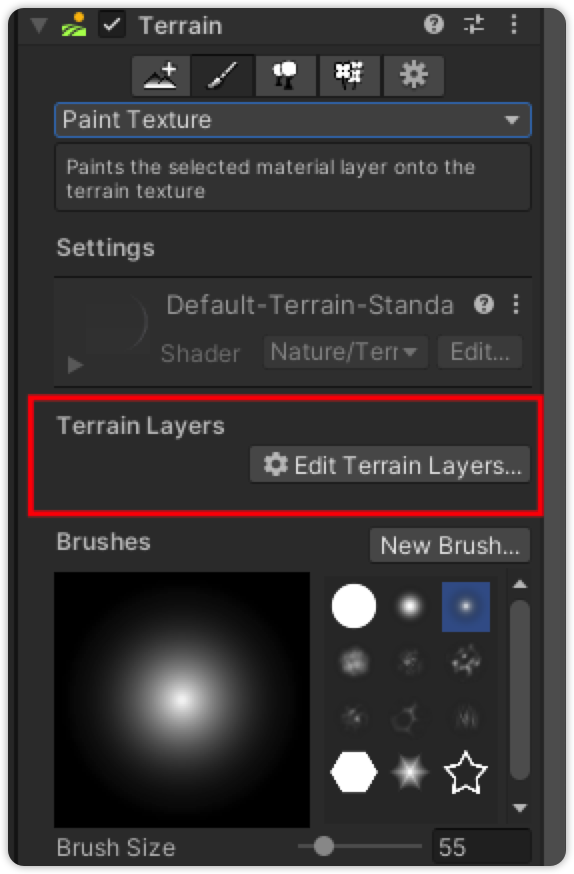 Terrain
Paint Texture
Paints the selected material layer onto the
terrain texture
Settings
Default-Terrain-Standa
Shader
Nature/Terr
Edit...
Terrain Layers
Edit Terrain Layers...
Brushes
New Brush...
Brush Size
55